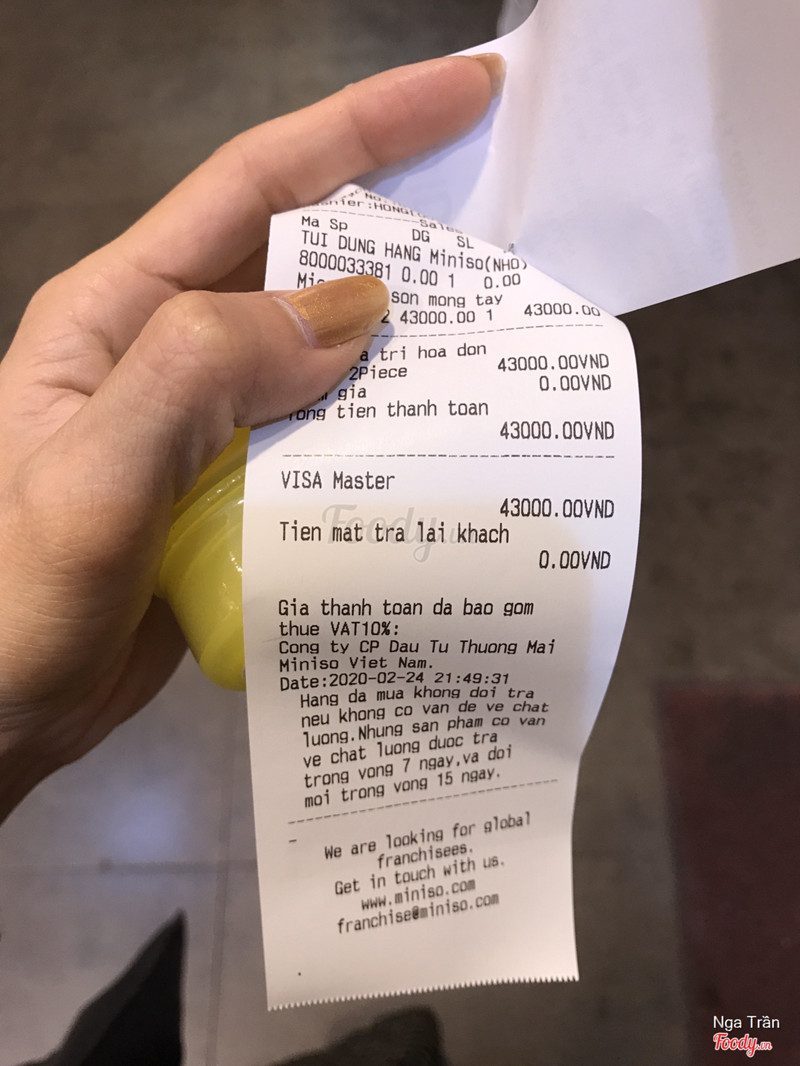 nier:HONG
Sales
Ma Sp DG SL
TUI DUNG HANG Miniso(NHO)
8000033381 0.00 1 0.00
son mong tay
2 43000.00 1 43000.00
tri hoa don 43000.00VND
2Piece 0.00VND
gia
tien thanh toan
43000.00VND
VISA Master
43000.00VND
Tien mat tra lai khach
0.00VND
Foody
Gia thanh toan da bao gom
thue VAT10%:
Cong ty CP Dau Tu Thuong Mai
Miniso Viet Nam.
Date:2020-02-24 21:49:31
Hang da mua khong doi tra
neu khong co van de ve chat
luong.Nhung san pham co van
ve chat luong duoc tra
trong vong 7 ngay,va doi
moi trong vong 15 ngay.
We are looking for global
franchisees.
Get in touch with us.
www.miniso.com
franchise@miniso.com
Nga Trần
Foody.vn